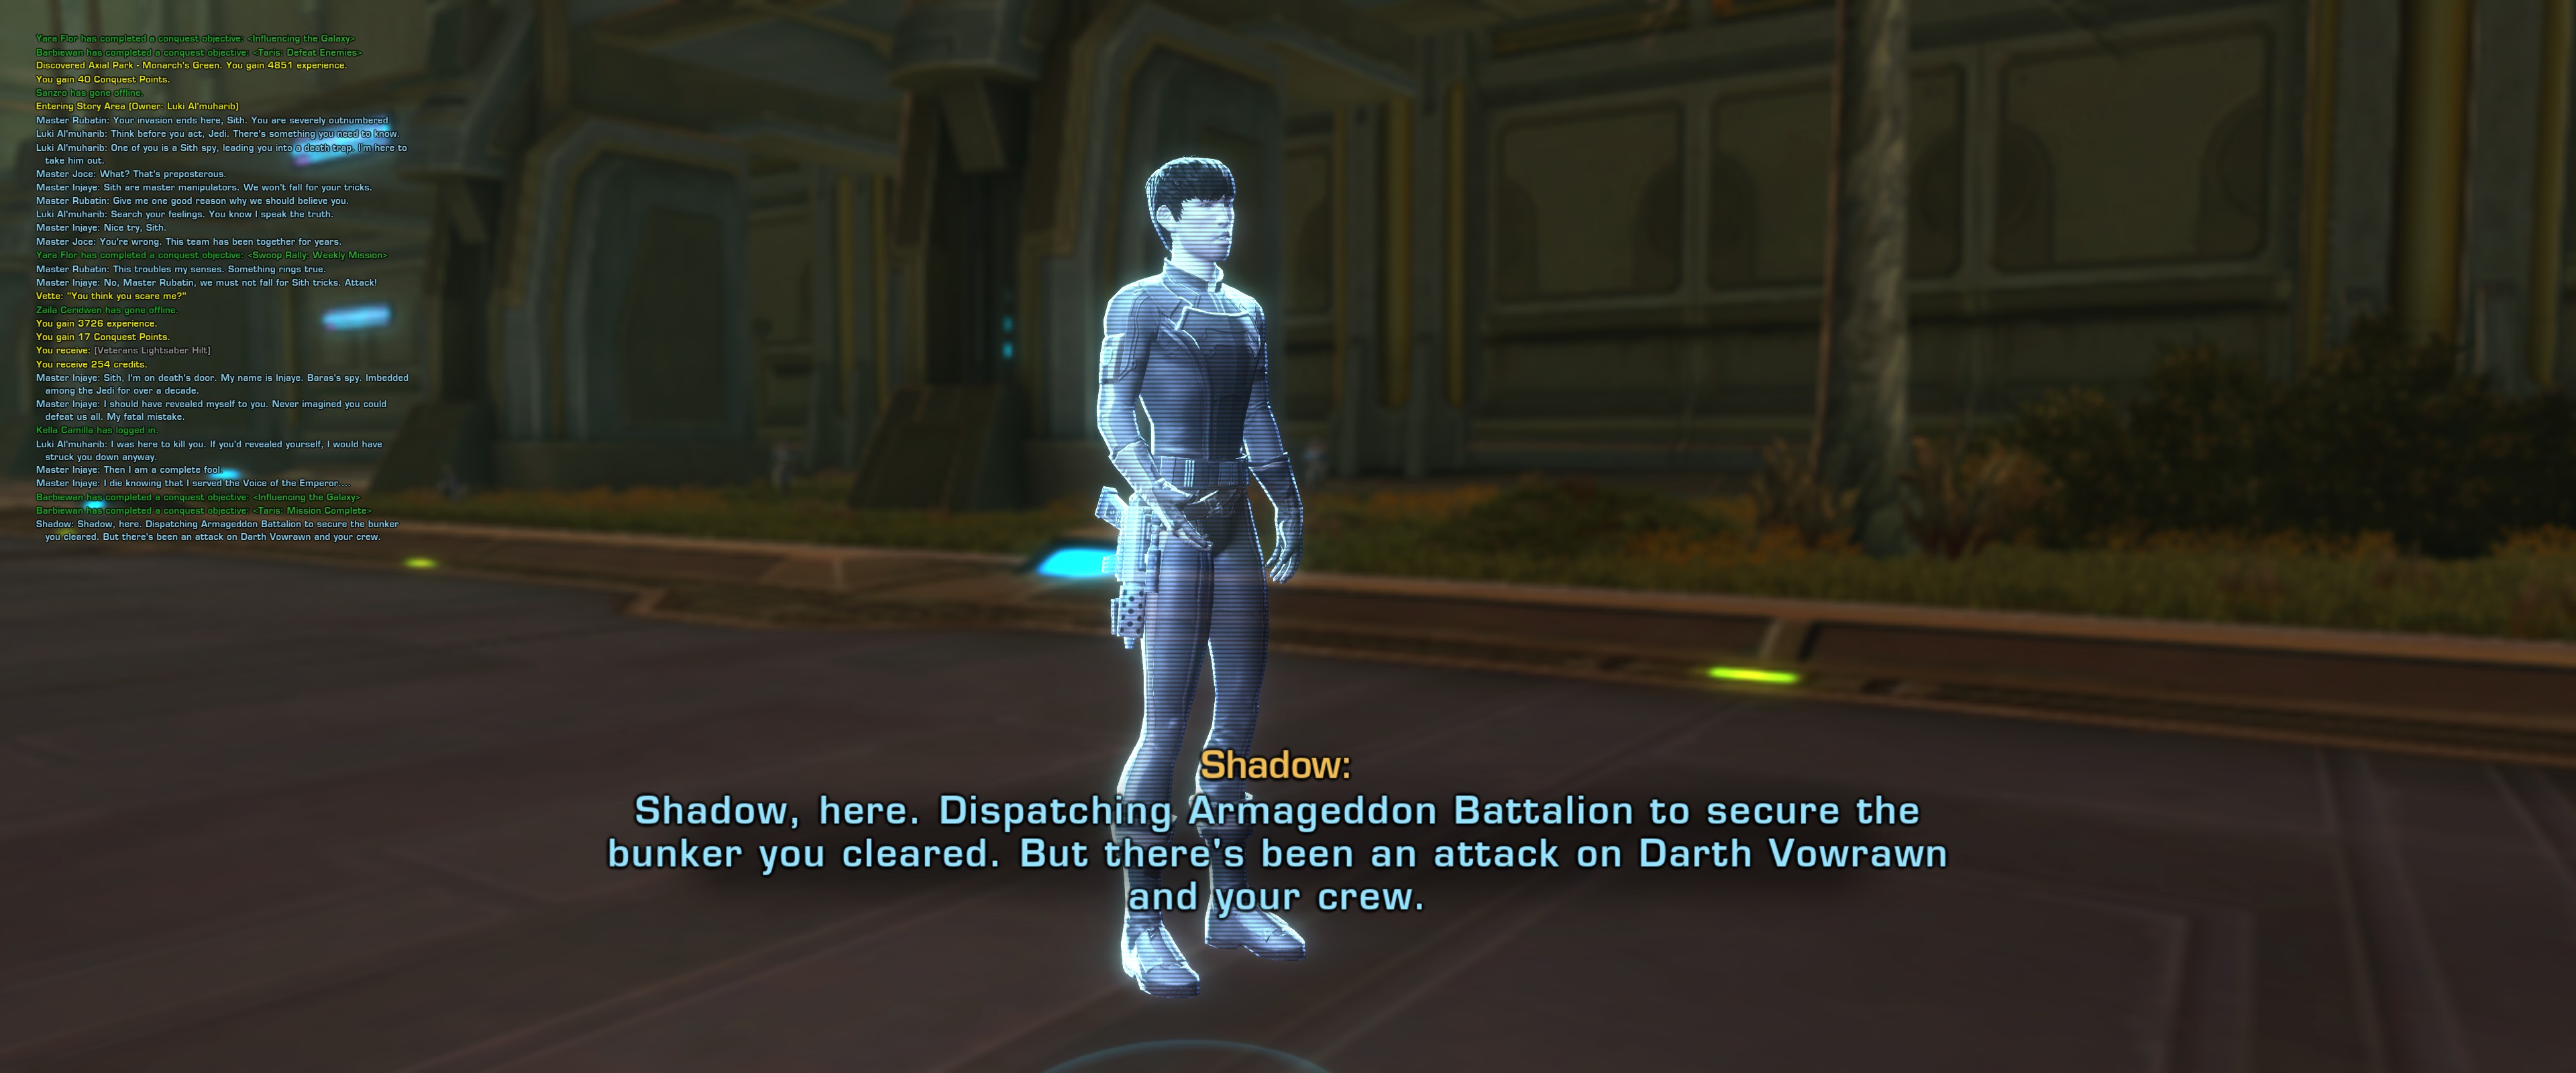 Yara Flor has completed a conquest objective: <Influencing the Galaxy>
Barbiewan has completed a conquest objective: <Taris: Defeat Enemies>
Discovered Axial Park - Monarch's Green. You gain 4851 experience.
You gain 40 Conquest Points.
Sanzro has gone offline.
Entering Story Area (Owner: Luki Al'muharib)
Master Rubatin: Your invasion ends here, Sith. You are severely outnumbered
Luki Al'muharib: Think before you act, Jedi. There's something you need to know.
Luki Al'muharib: One of you is a Sith spy, leading you into a death trap. I'm here to
take him out.
Master Joce: What? That's preposterous.
Master Injaye: Sith are master manipulators. We won't fall for your tricks.
Master Rubatin: Give me one good reason why we should believe you.
Luki Al'muharib: Search your feelings. You know I speak the truth.
Master Injaye: Nice try, Sith.
Master Joce: You're wrong. This team has been together for years.
Yara Flor has completed a conquest objective: <Swoop Rally: Weekly Mission>
Master Rubatin: This troubles my senses. Something rings true.
Master Injaye: No, Master Rubatin, we must not fall for Sith tricks. Attack!
Vette: "You think you scare me?"
Zaila Ceridwen has gone offline.
You gain 3726 experience.
You gain 17 Conquest Points.
You receive: [Veterans Lightsaber Hilt]
You receive 254 credits.
Master Injaye: Sith, I'm on death's door. My name is Injaye. Baras's spy. Imbedded
among the Jedi for over a decade.
Master Injaye: I should have revealed myself to you. Never imagined you could
defeat us all. My fatal mistake.
Kella Camilla has logged in.
Luki Al'muharib: I was here to kill you. If you'd revealed yourself, I would have
struck you down anyway.
Master Injaye: Then I am a complete fool
Master Injaye: I die knowing that I served the Voice of the Emperor....
Barbiewan has completed a conquest objective: <Influencing the Galaxy>
Barbiewan has completed a conquest objective: <Taris: Mission Complete>
Shadow: Shadow, here. Dispatching Armageddon Battalion to secure the bunker
you cleared. But there's been an attack on Darth Vowrawn and your crew.
Shadow:
Shadow, here. Dispatching Armageddon Battalion to secure the
bunker you cleared. But there's been an attack on Darth Vowrawn
and your crew.